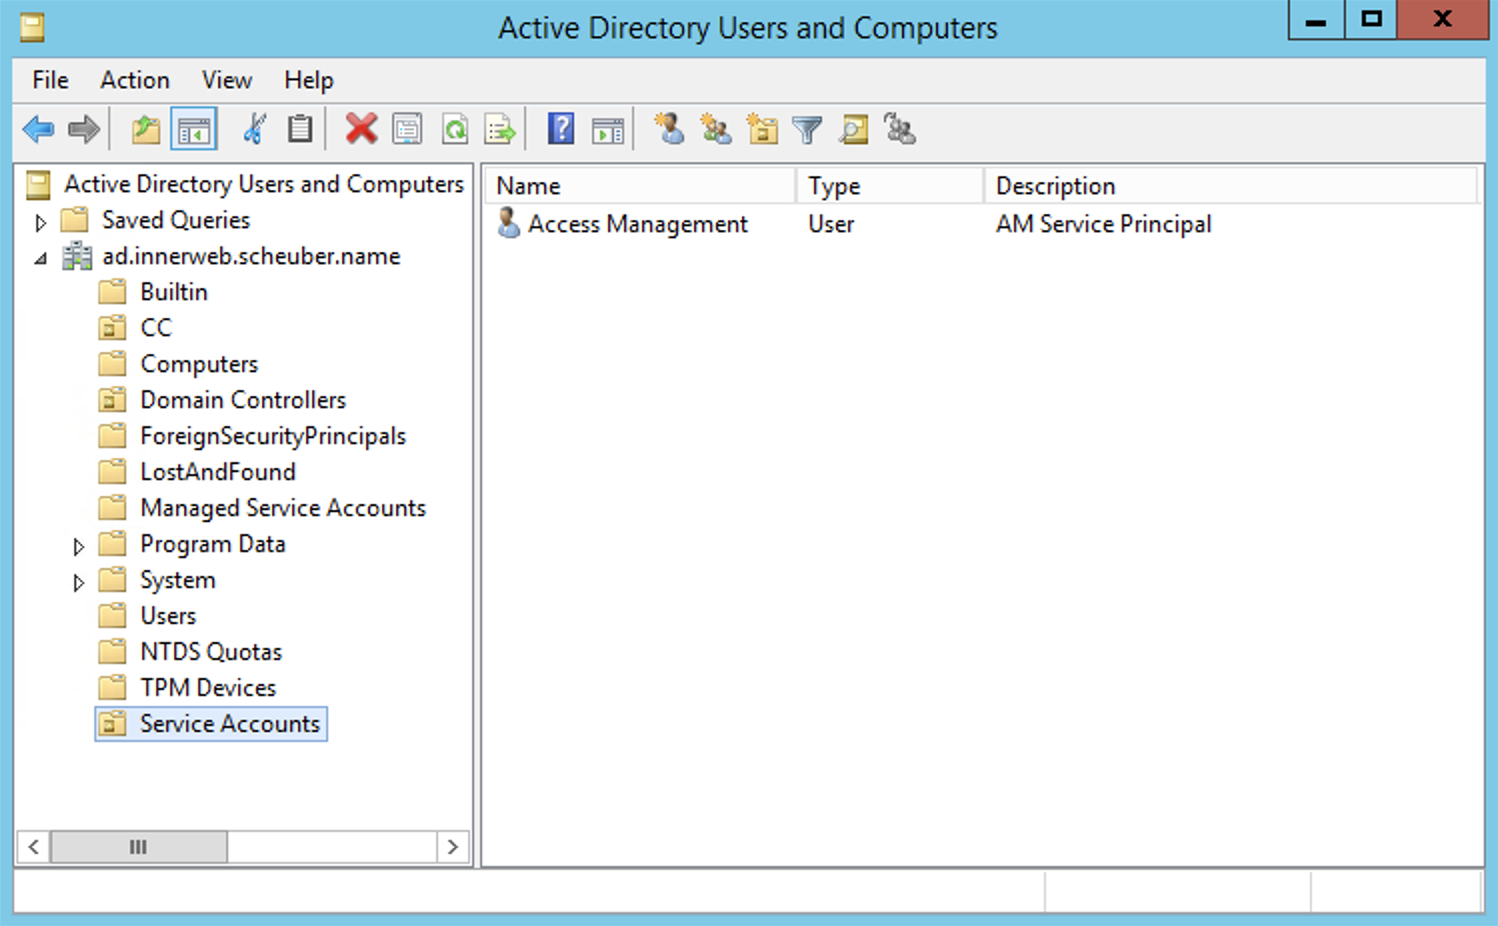 Active Directory Users and Computers
File Action View Help
Active Directory Users and Computers
Saved Queries
ad.innerweb.scheuber.name
Builtin
CC
Computers
Domain Controllers
ForeignSecurityPrincipals
LostAndFound
Managed Service Accounts
Program Data
System
Users
NTDS Quotas
TPM Devices
Service Accounts
Name Type Description
Access Management User AM Service Principal